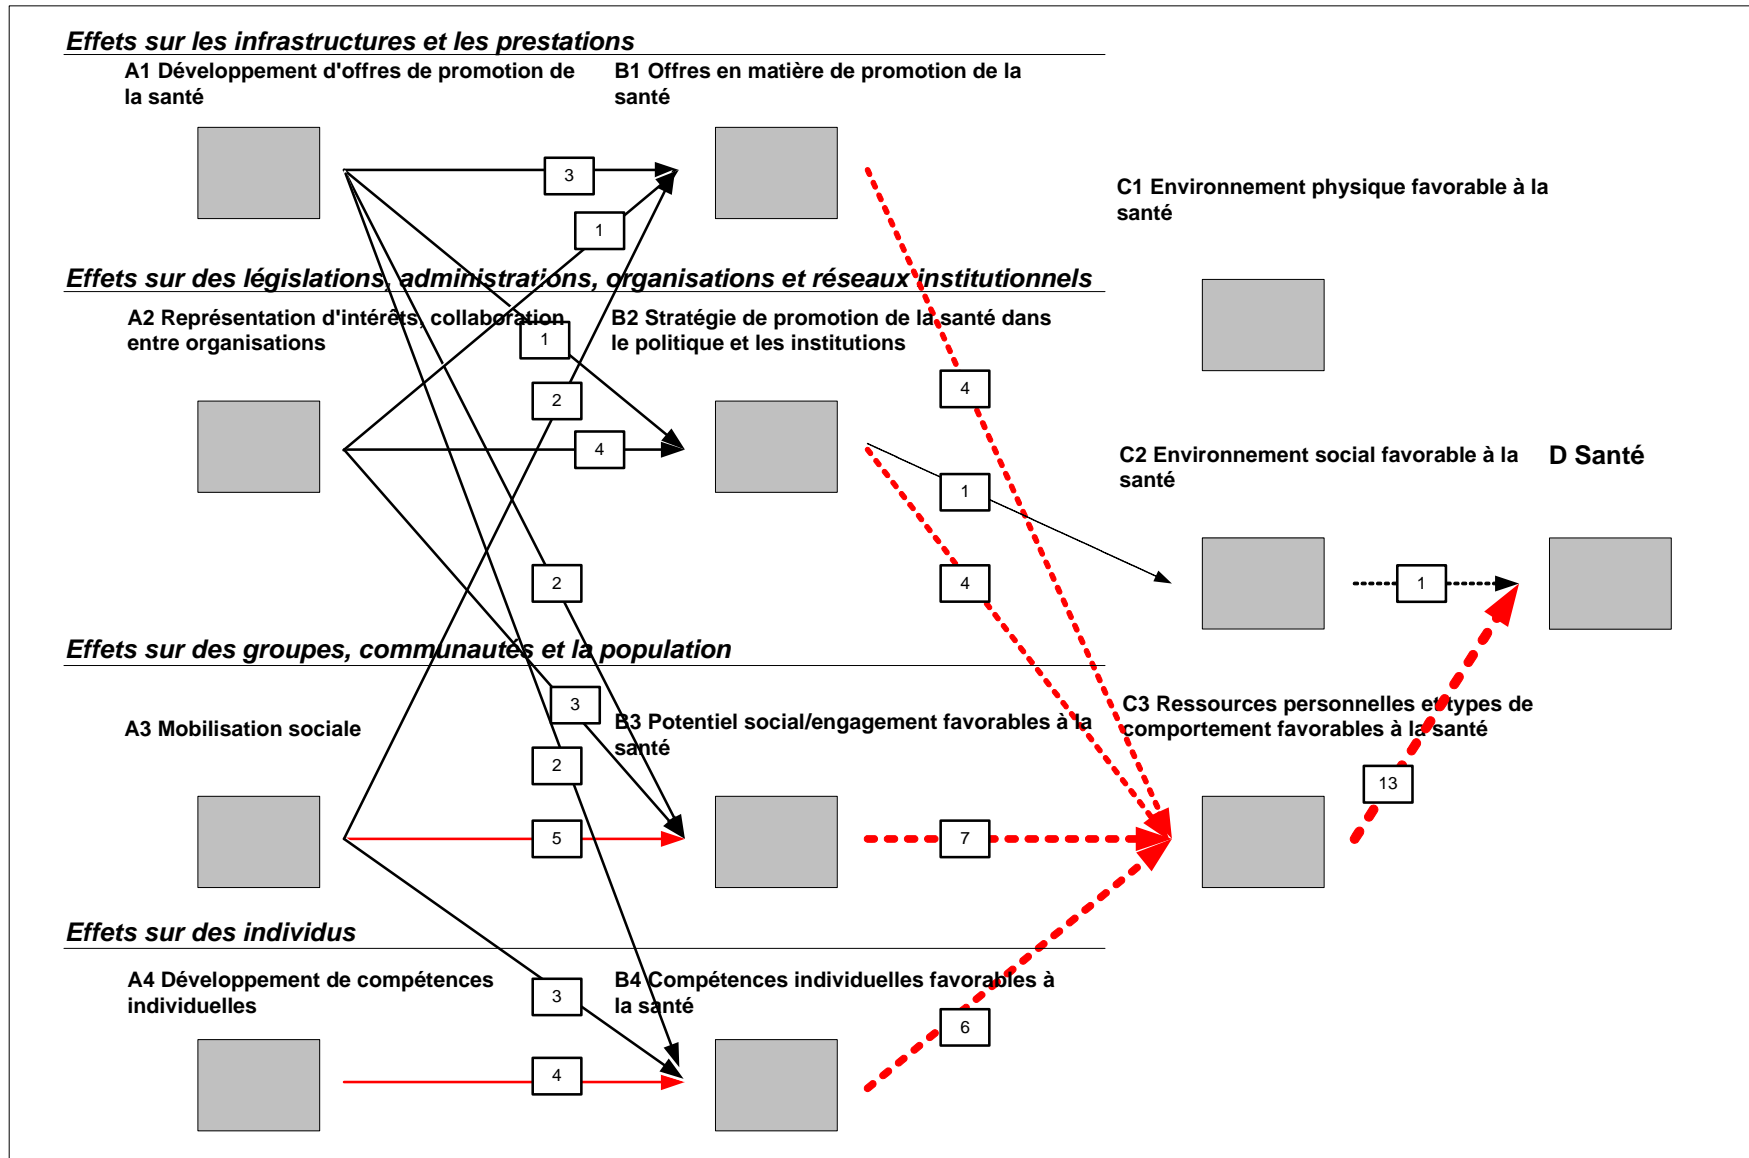 Effets sur les infrastructures et les prestations
A1 Développement d'offres de promotion de
la santé
B1 Offres en matière de promotion de la
santé
3
1
C1 Environnement physique favorable à la
santé
Effets sur des législations, administrations, organisations et réseaux institutionnels
A2 Représentation d'intérêts, collaboration
entre organisations
B2 Stratégie de promotion de la santé dans
le politique et les institutions
1
2
4
4
C2 Environnement social favorable à la
santé
D Santé
1
2
4
1
Effets sur des groupes, communautés et la population
A3 Mobilisation sociale
3
B3 Potentiel social/engagement favorables à la
santé
C3 Ressources personnelles et types de
comportement favorables à la santé
2
13
5
7
Effets sur des individus
A4 Développement de compétences
individuelles
B4 Compétences individuelles favorables à
la santé
3
6
4